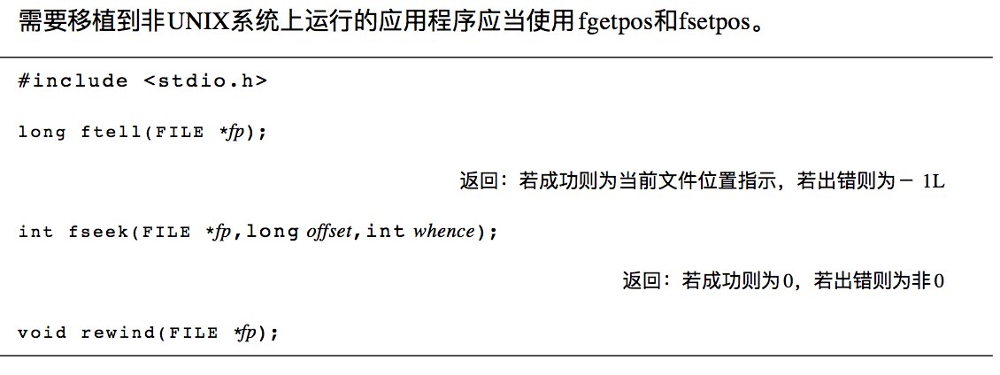 需要移植到非UNIX系统上运行的应用程序应当使用fgetpos和fsetpos。
#include <stdio.h>
long ftell(FILE *fp);
返回：若成功则为当前文件位置指示，若出错则为－ 1L
int fseek(FILE *fp,long offset,int whence);
返回：若成功则为0，若出错则为非0
void rewind(FILE *fp);